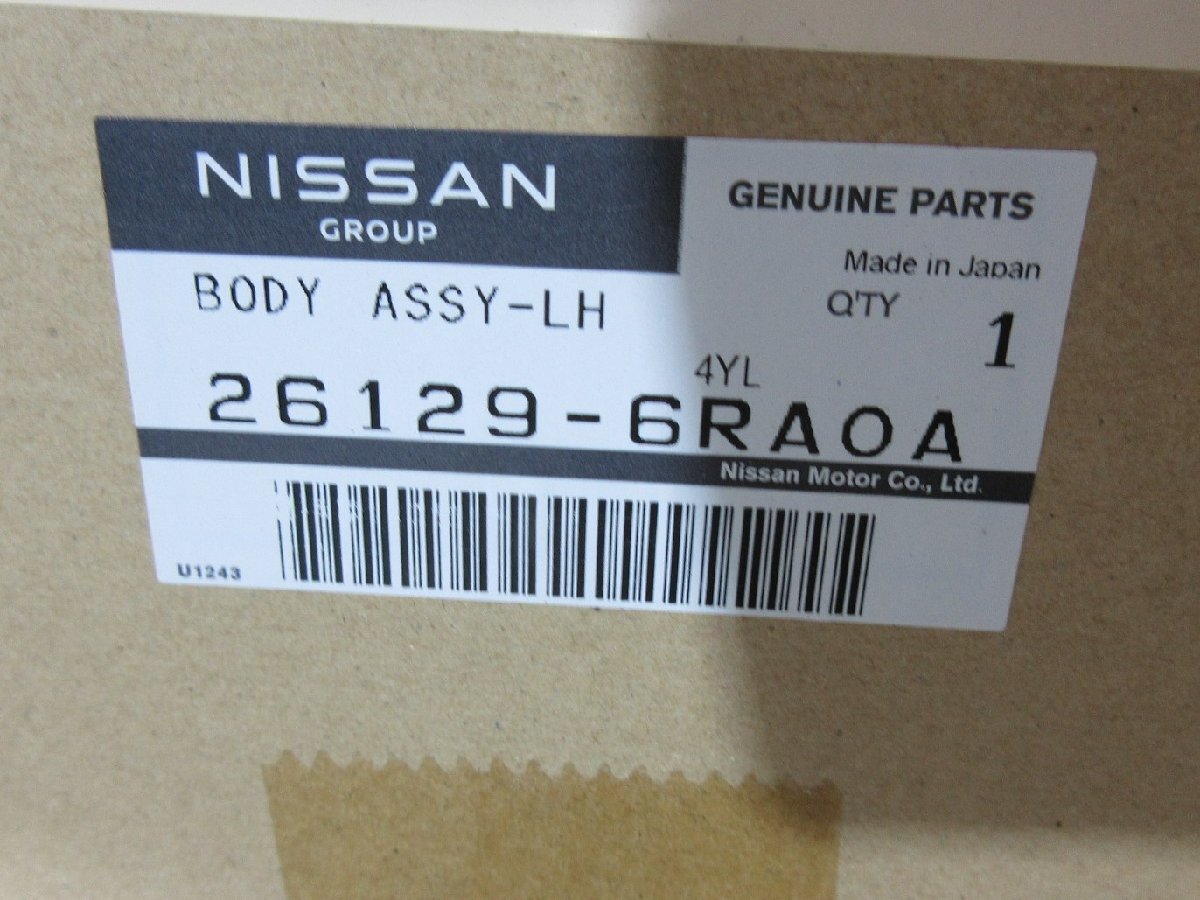 NISSAN
GROUP
GENUINE PARTS
Made in Japan
BODY ASSY-LH
Q'TY 1
4YL
26129-6RA0A
Nissan Motor Co., Ltd.
U1243